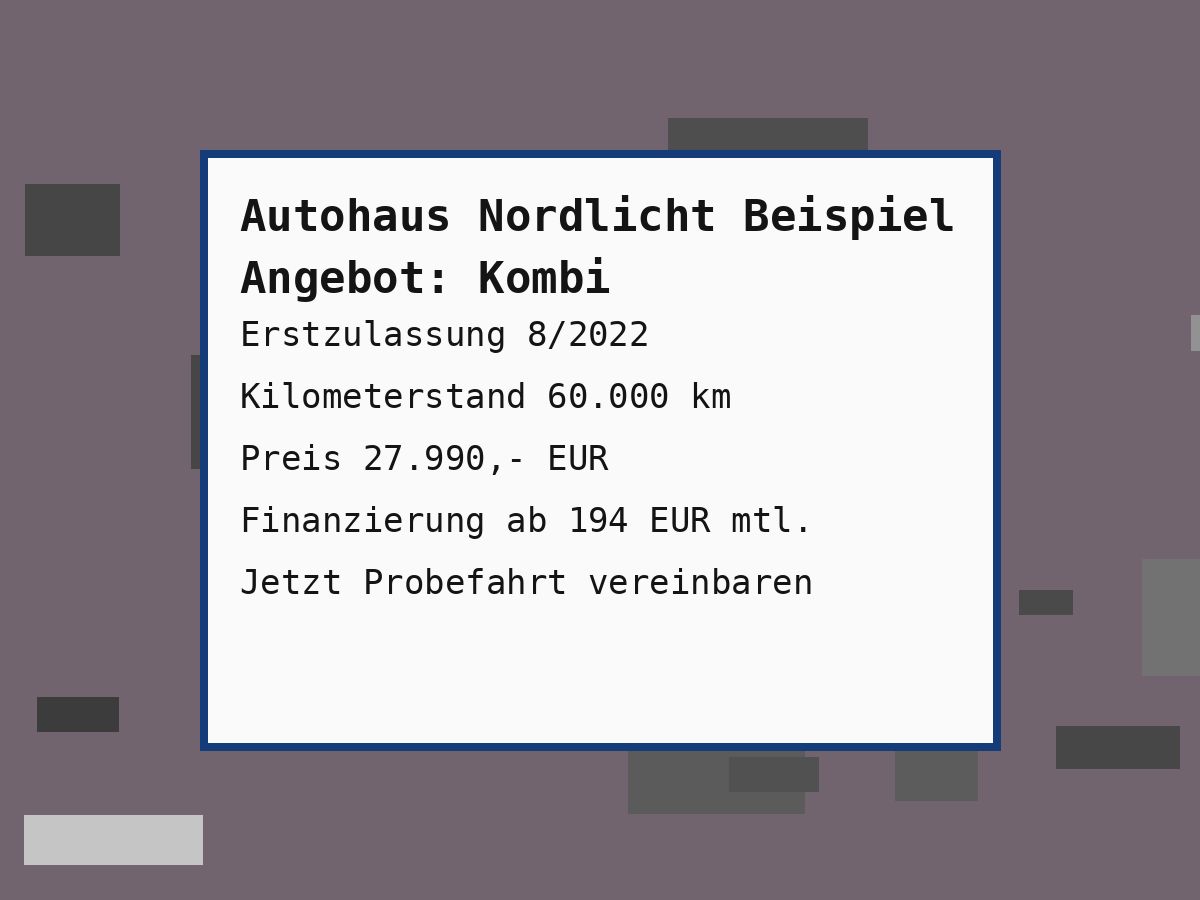 Autohaus Nordlicht Beispiel
Angebot: Kombi
Erstzulassung 8/2022
Kilometerstand 60.000 km
Preis 27.990,- EUR
Finanzierung ab 194 EUR mtl.
Jetzt Probefahrt vereinbaren